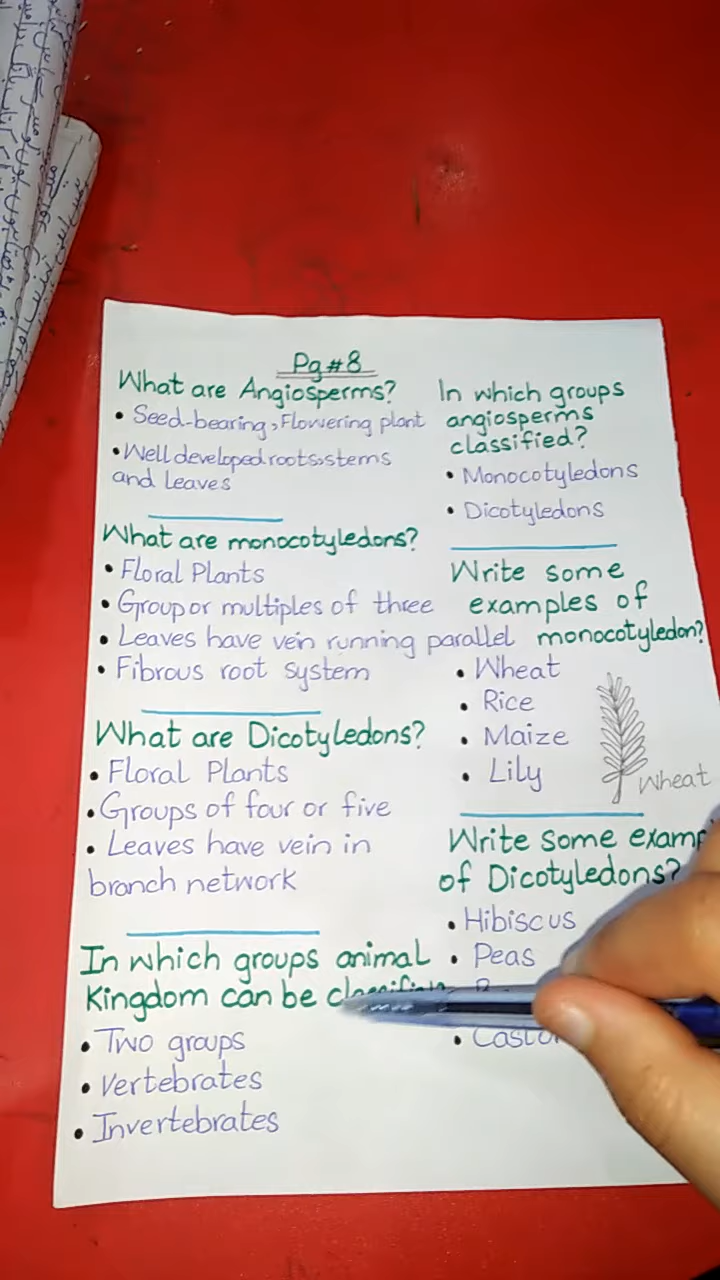 Pg#8
What are Angiosperms?
• Seed-bearing, Flowering plant
• Well developed roots,stems
and leaves
What are monocotyledons?
• Floral Plants
• Group or multiples of three
• Leaves have vein running parallel
• Fibrous root system
What are Dicotyledons?
• Floral Plants
• Groups of four or five
• Leaves have vein in
branch network
In which groups animal
Kingdom can be
• Two groups
• Vertebrates
• Invertebrates
In which groups
angiosperms
classified?
• Monocotyledons
• Dicotyledons
Write some
examples of
monocotyledon?
• Wheat
• Rice
• Maize
• Lily
Wheat
Write some
of Dicotyledons?
• Hibiscus
• Peas